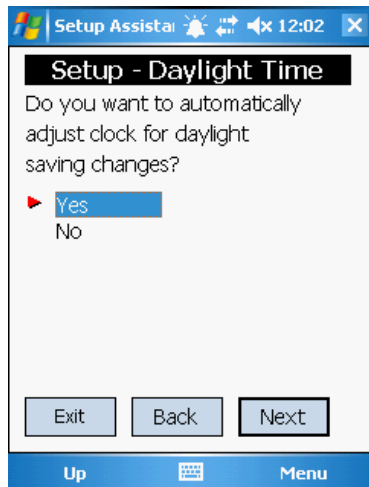 Setup Assista 12:02
Setup - Daylight Time
Do you want to automatically
adjust clock for daylight
saving changes?
Yes
No
Exit Back Next
Up Menu